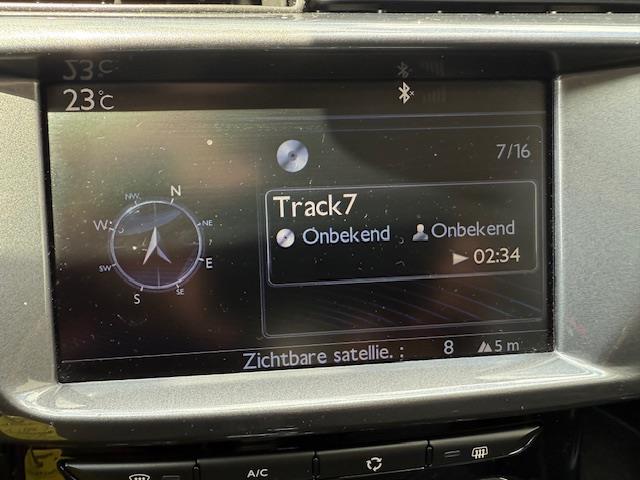 23°C
7/16
Track7
Onbekend Onbekend
02:34
N
NW NE
W E
SW SE
S
Zichtbare satellie. : 8 5 m
A/C